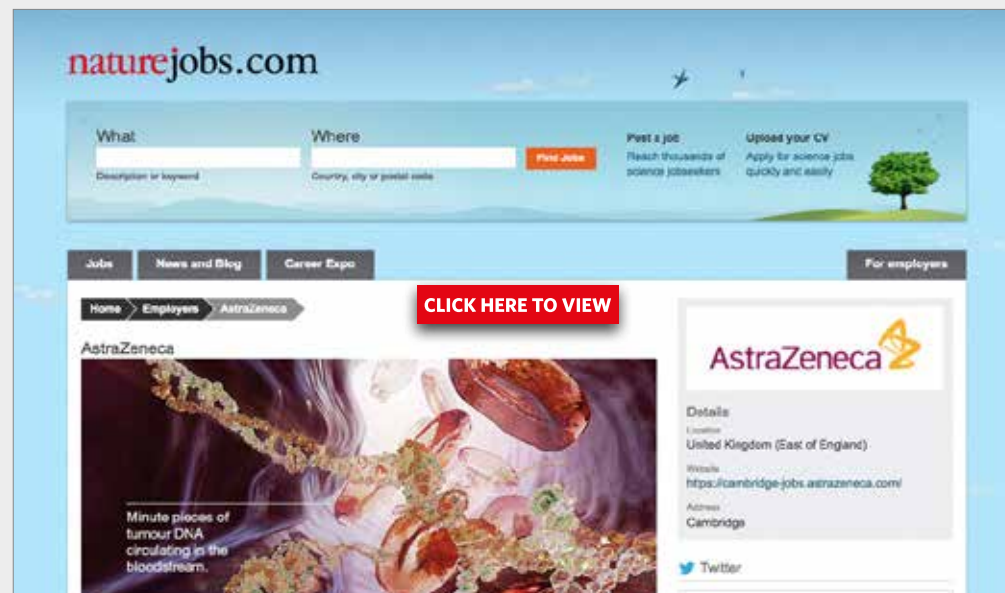 naturejobs.com
What
Where
Description or keyword
Country, city or postal code
Find Jobs
Post a job
Reach thousands of
science jobseekers
Upload your CV
Apply for science jobs
quickly and easily
Jobs
News and Blog
Career Expo
For employers
Home
Employers
AstraZeneca
CLICK HERE TO VIEW
AstraZeneca
Minute pieces of
tumour DNA
circulating in the
bloodstream.
AstraZeneca
Details
Location
United Kingdom (East of England)
Website
https://cambridge-jobs.astrazeneca.com/
Address
Cambridge
Twitter